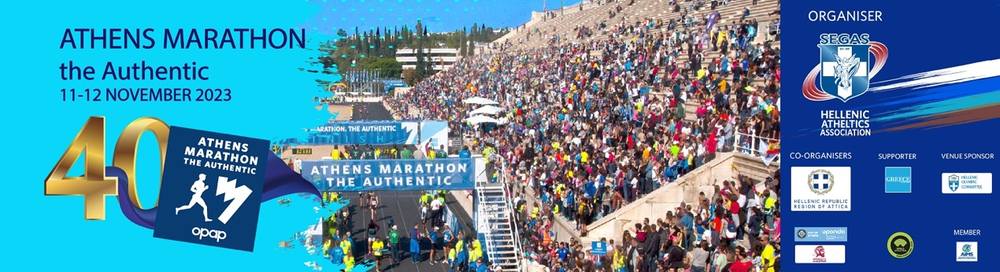 ATHENS MARATHON
the Authentic
11-12 NOVEMBER 2023
40
ATHENS
MARATHON
THE AUTHENTIC
opap
MARATHON. THE AUTHENTIC
ATHENS MARATHON
THE AUTHENTIC
ORGANISER
SEGAS
HELLENIC
ATHELTICS
ASSOCIATION
CO-ORGANISERS
HELLENIC REPUBLIC
REGION OF ATTICA
SUPPORTER
GREECE
VENUE SPONSOR
HELLENIC
OLYMPIC
COMMITTEE
MEMBER
AIMS